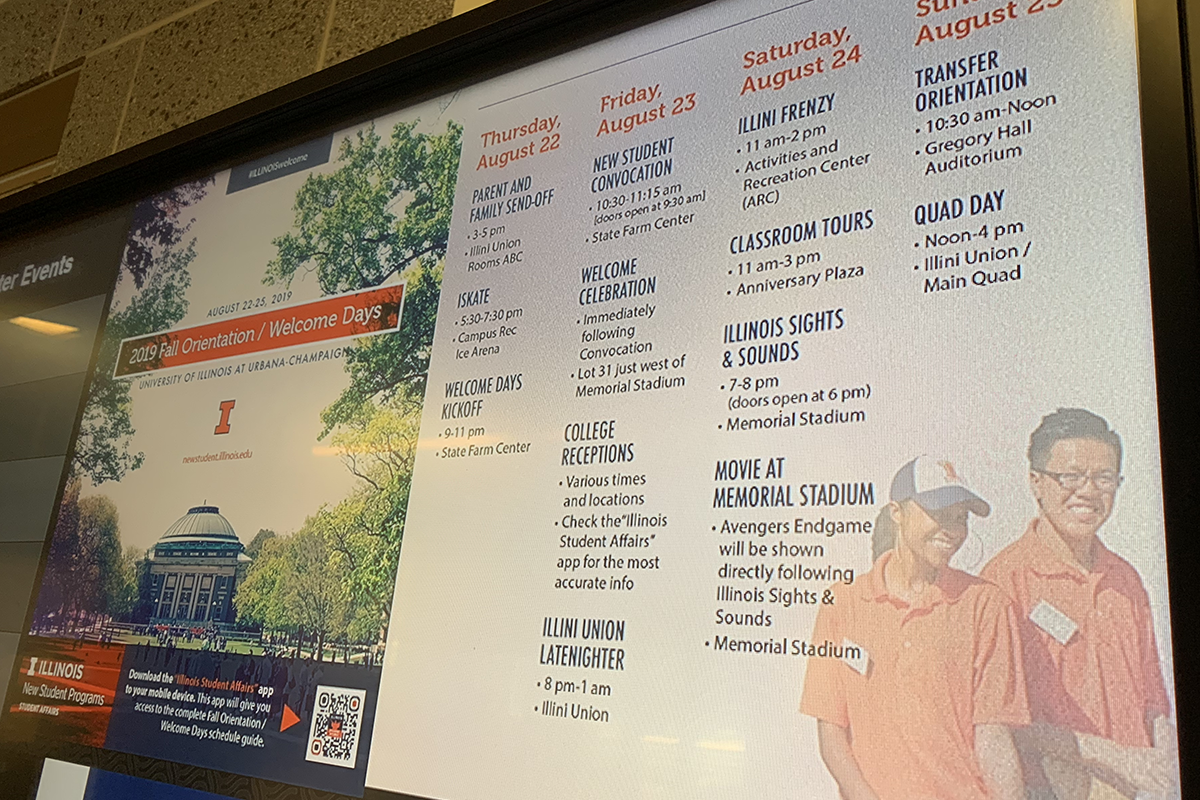 ter Events
#ILLINOISwelcome
AUGUST 22-25, 2019
2019 Fall Orientation / Welcome Days
UNIVERSITY OF ILLINOIS AT URBANA-CHAMPAIGN
I
newstudent.illinois.edu
I ILLINOIS
New Student Programs
STUDENT AFFAIRS
Download the "Illinois Student Affairs" app
to your mobile device. This app will give you
access to the complete Fall Orientation /
Welcome Days schedule guide.
Thursday,
August 22
PARENT AND
FAMILY SEND-OFF
• 3-5 pm
• Illini Union
Rooms ABC
ISKATE
• 5:30-7:30 pm
• Campus Rec
Ice Arena
WELCOME DAYS
KICKOFF
• 9-11 pm
• State Farm Center
Friday,
August 23
NEW STUDENT
CONVOCATION
• 10:30-11:15 am
(doors open at 9:30 am)
• State Farm Center
WELCOME
CELEBRATION
• Immediately
following
Convocation
• Lot 31 just west of
Memorial Stadium
COLLEGE
RECEPTIONS
• Various times
and locations
• Check the "Illinois
Student Affairs"
app for the most
accurate info
ILLINI UNION
LATENIGHTER
• 8 pm-1 am
• Illini Union
Saturday,
August 24
ILLINI FRENZY
• 11 am-2 pm
• Activities and
Recreation Center
(ARC)
CLASSROOM TOURS
• 11 am-3 pm
• Anniversary Plaza
ILLINOIS SIGHTS
& SOUNDS
• 7-8 pm
(doors open at 6 pm)
• Memorial Stadium
MOVIE AT
MEMORIAL STADIUM
• Avengers Endgame
will be shown
directly following
Illinois Sights &
Sounds
• Memorial Stadium
August 25
TRANSFER
ORIENTATION
• 10:30 am-Noon
• Gregory Hall
Auditorium
QUAD DAY
• Noon-4 pm
• Illini Union /
Main Quad